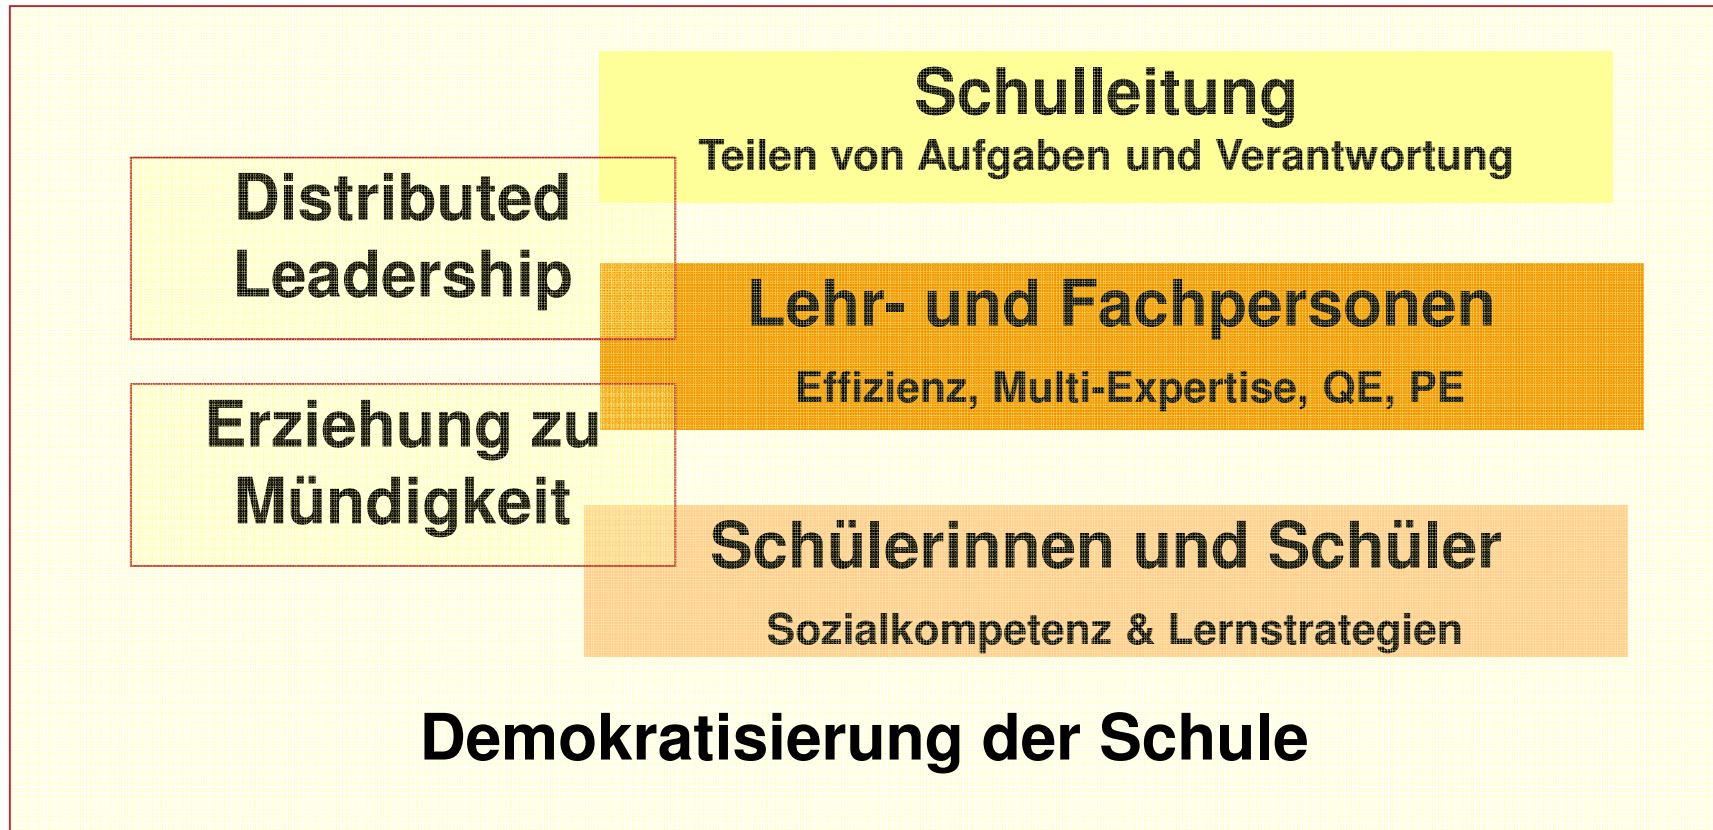 Schulleitung
Teilen von Aufgaben und Verantwortung
Distributed
Leadership
Lehr- und Fachpersonen
Effizienz, Multi-Expertise, QE, PE
Erziehung zu
Mündigkeit
Schülerinnen und Schüler
Sozialkompetenz & Lernstrategien
Demokratisierung der Schule